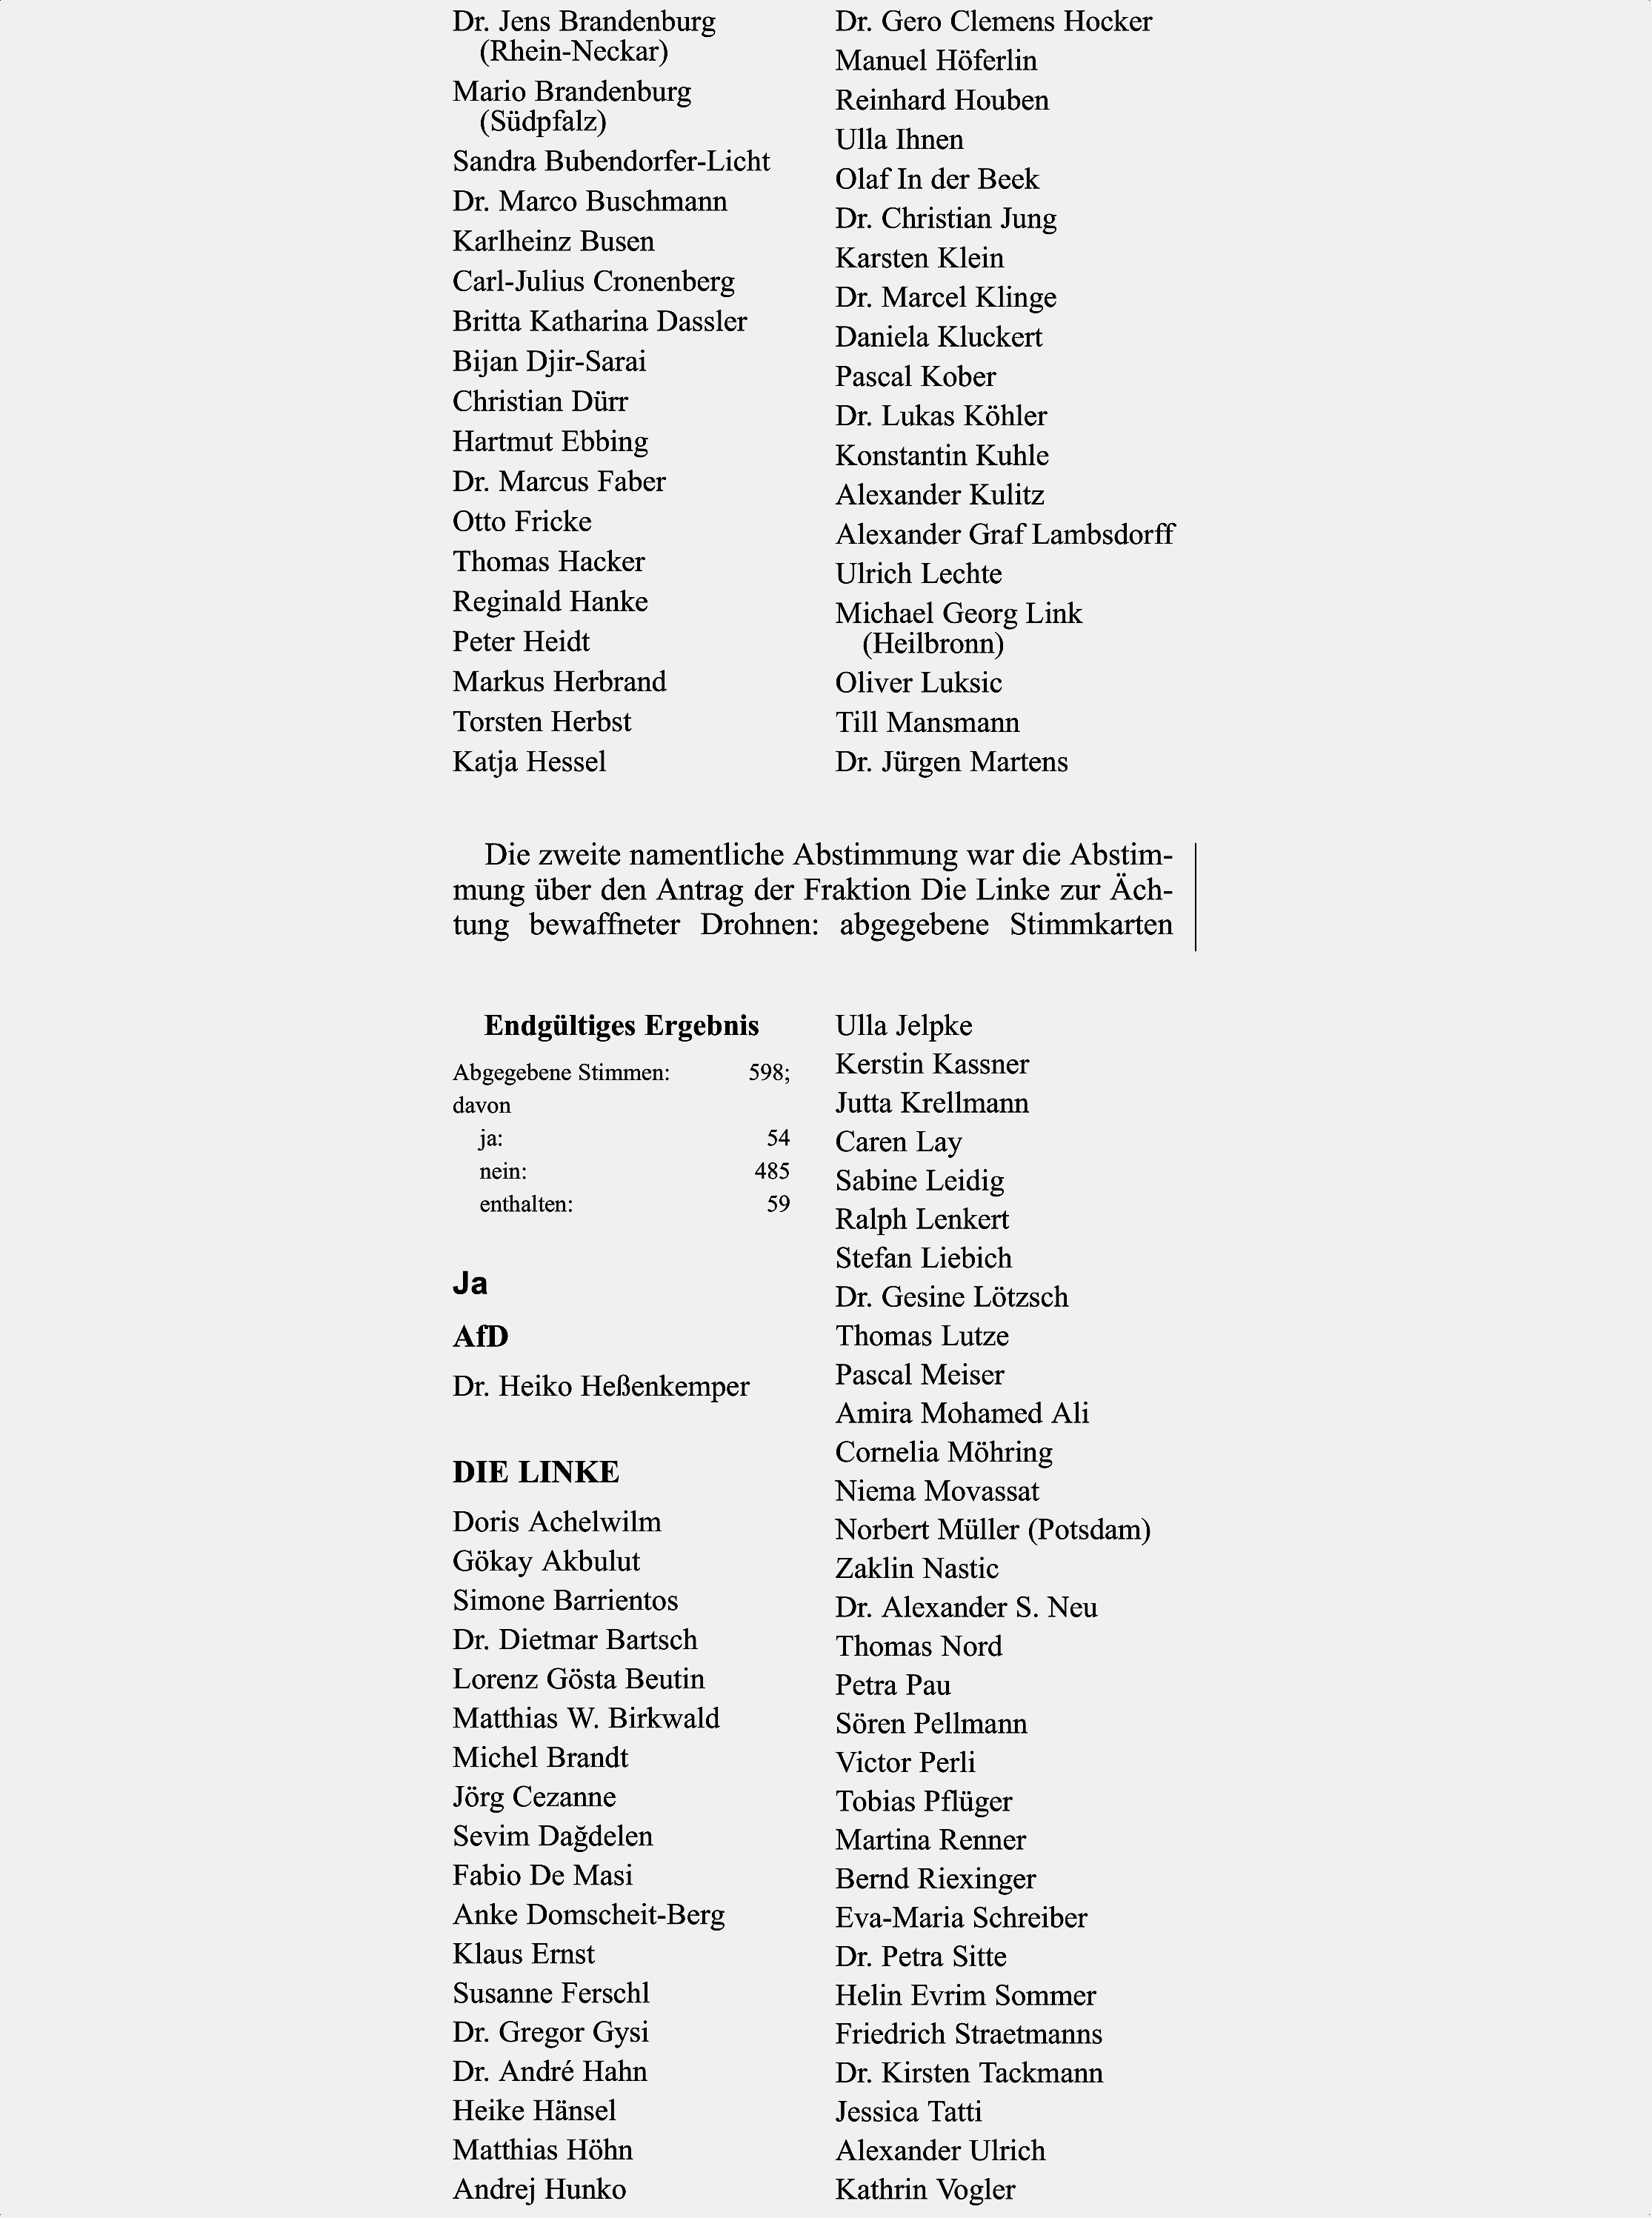 Dr. Jens Brandenburg
(Rhein-Neckar)
Mario Brandenburg
(Südpfalz)
Sandra Bubendorfer-Licht
Dr. Marco Buschmann
Karlheinz Busen
Carl-Julius Cronenberg
Britta Katharina Dassler
Bijan Djir-Sarai
Christian Dürr
Hartmut Ebbing
Dr. Marcus Faber
Otto Fricke
Thomas Hacker
Reginald Hanke
Peter Heidt
Markus Herbrand
Torsten Herbst
Katja Hessel
Dr. Gero Clemens Hocker
Manuel Höferlin
Reinhard Houben
Ulla Ihnen
Olaf In der Beek
Dr. Christian Jung
Karsten Klein
Dr. Marcel Klinge
Daniela Kluckert
Pascal Kober
Dr. Lukas Köhler
Konstantin Kuhle
Alexander Kulitz
Alexander Graf Lambsdorff
Ulrich Lechte
Michael Georg Link
(Heilbronn)
Oliver Luksic
Till Mansmann
Dr. Jürgen Martens
Die zweite namentliche Abstimmung war die Abstim-
mung über den Antrag der Fraktion Die Linke zur Äch-
tung bewaffneter Drohnen: abgegebene Stimmkarten
Endgültiges Ergebnis
Abgegebene Stimmen: 598;
davon
ja: 54
nein: 485
enthalten: 59
Ja
AfD
Dr. Heiko Heßenkemper
DIE LINKE
Doris Achelwilm
Gökay Akbulut
Simone Barrientos
Dr. Dietmar Bartsch
Lorenz Gösta Beutin
Matthias W. Birkwald
Michel Brandt
Jörg Cezanne
Sevim Dağdelen
Fabio De Masi
Anke Domscheit-Berg
Klaus Ernst
Susanne Ferschl
Dr. Gregor Gysi
Dr. André Hahn
Heike Hänsel
Matthias Höhn
Andrej Hunko
Ulla Jelpke
Kerstin Kassner
Jutta Krellmann
Caren Lay
Sabine Leidig
Ralph Lenkert
Stefan Liebich
Dr. Gesine Lötzsch
Thomas Lutze
Pascal Meiser
Amira Mohamed Ali
Cornelia Möhring
Niema Movassat
Norbert Müller (Potsdam)
Zaklin Nastic
Dr. Alexander S. Neu
Thomas Nord
Petra Pau
Sören Pellmann
Victor Perli
Tobias Pflüger
Martina Renner
Bernd Riexinger
Eva-Maria Schreiber
Dr. Petra Sitte
Helin Evrim Sommer
Friedrich Straetmanns
Dr. Kirsten Tackmann
Jessica Tatti
Alexander Ulrich
Kathrin Vogler